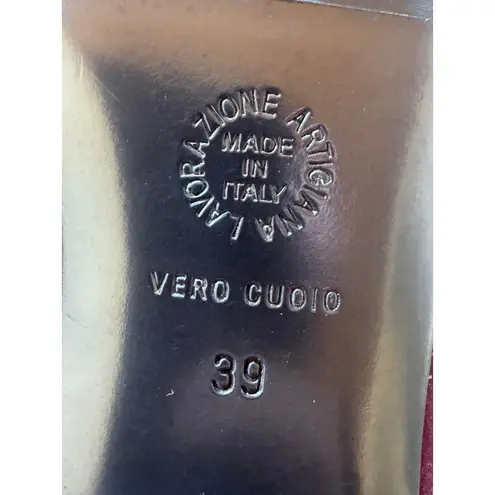 LAVORAZIONE ARTIGIANA
MADE
IN
ITALY
VERO CUOIO
39